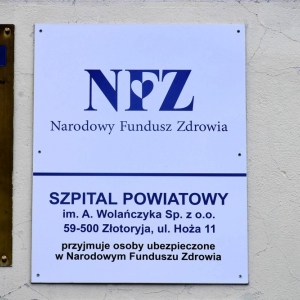 NFZ
Narodowy Fundusz Zdrowia
SZPITAL POWIATOWY
im. A. Wolańczyka Sp. z o.o.
59-500 Złotoryja, ul. Hoża 11
przyjmuje osoby ubezpieczone
w Narodowym Funduszu Zdrowia